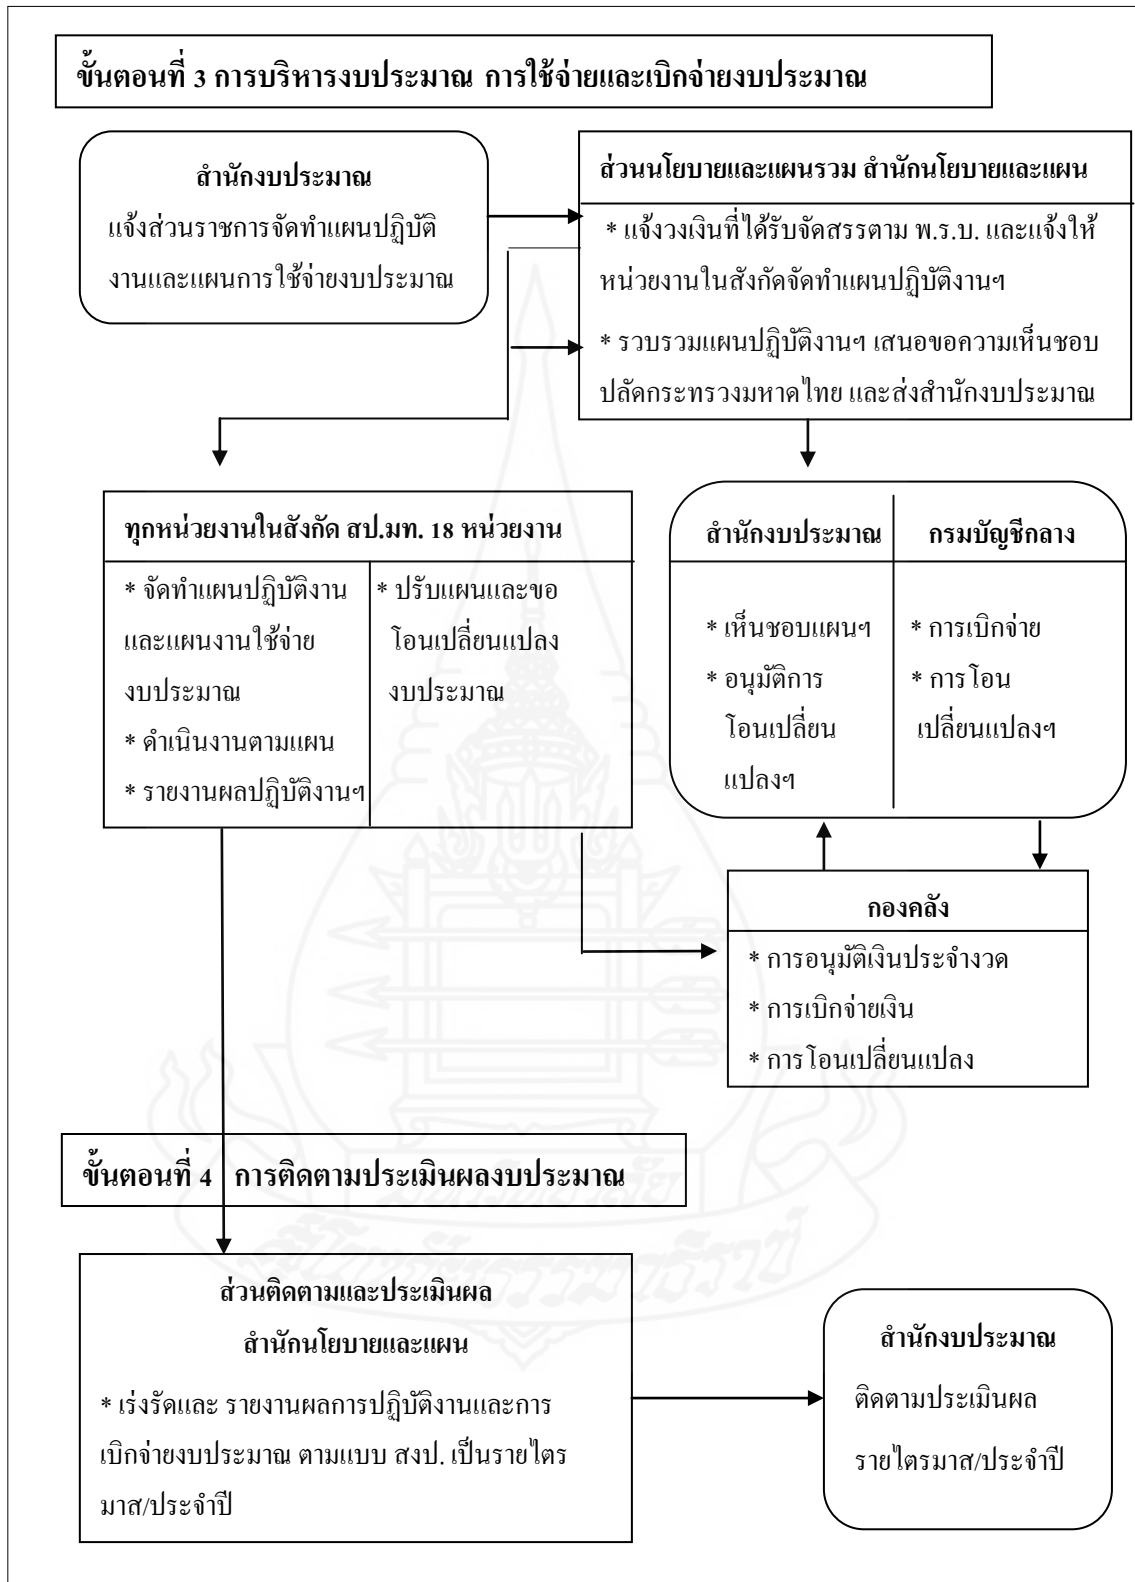 ขั้นตอนที่ 3 การบริหารงบประมาณ การใช้จ่ายและเบิกจ่ายงบประมาณ
สำนักงบประมาณ
แจ้งส่วนราชการจัดทำแผนปฏิบัติ
งานและแผนการใช้จ่ายงบประมาณ
ส่วนนโยบายและแผนรวม สำนักนโยบายและแผน
* แจ้งวงเงินที่ได้รับจัดสรรตาม พ.ร.บ. และแจ้งให้
หน่วยงานในสังกัดจัดทำแผนปฏิบัติงานฯ
* รวบรวมแผนปฏิบัติงานฯ เสนอขอความเห็นชอบ
ปลัดกระทรวงมหาดไทย และส่งสำนักงบประมาณ
ทุกหน่วยงานในสังกัด สป.มท. 18 หน่วยงาน
* จัดทำแผนปฏิบัติงาน
และแผนงานใช้จ่าย
งบประมาณ
* ดำเนินงานตามแผน
* รายงานผลปฏิบัติงานฯ
* ปรับแผนและขอ
โอนเปลี่ยนแปลง
งบประมาณ
สำนักงบประมาณ
* เห็นชอบแผนฯ
* อนุมัติการ
โอนเปลี่ยน
แปลงฯ
กรมบัญชีกลาง
* การเบิกจ่าย
* การโอน
เปลี่ยนแปลงฯ
กองคลัง
* การอนุมัติเงินประจำงวด
* การเบิกจ่ายเงิน
* การโอนเปลี่ยนแปลง
ขั้นตอนที่ 4 การติดตามประเมินผลงบประมาณ
ส่วนติดตามและประเมินผล
สำนักนโยบายและแผน
* เร่งรัดและ รายงานผลการปฏิบัติงานและการ
เบิกจ่ายงบประมาณ ตามแบบ สงป. เป็นรายไตร
มาส/ประจำปี
สำนักงบประมาณ
ติดตามประเมินผล
รายไตรมาส/ประจำปี
มหาวิทยาลัย
สุโขทัยธรรมาธิราช